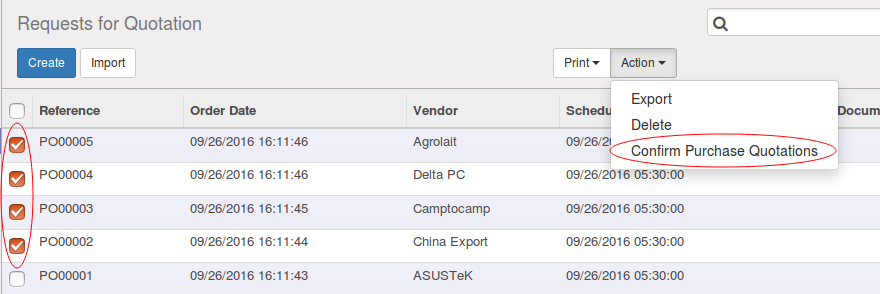 Requests for Quotation
Create Import Print Action
Export
Delete
Confirm Purchase Quotations
Reference Order Date Vendor Schedu Docum
PO00005 09/26/2016 16:11:46 Agrolait 09/26/2
PO00004 09/26/2016 16:11:46 Delta PC 09/26/2016 05:30:00
PO00003 09/26/2016 16:11:45 Camptocamp 09/26/2016 05:30:00
PO00002 09/26/2016 16:11:44 China Export 09/26/2016 05:30:00
PO00001 09/26/2016 16:11:43 ASUSTeK 09/26/2016 05:30:00